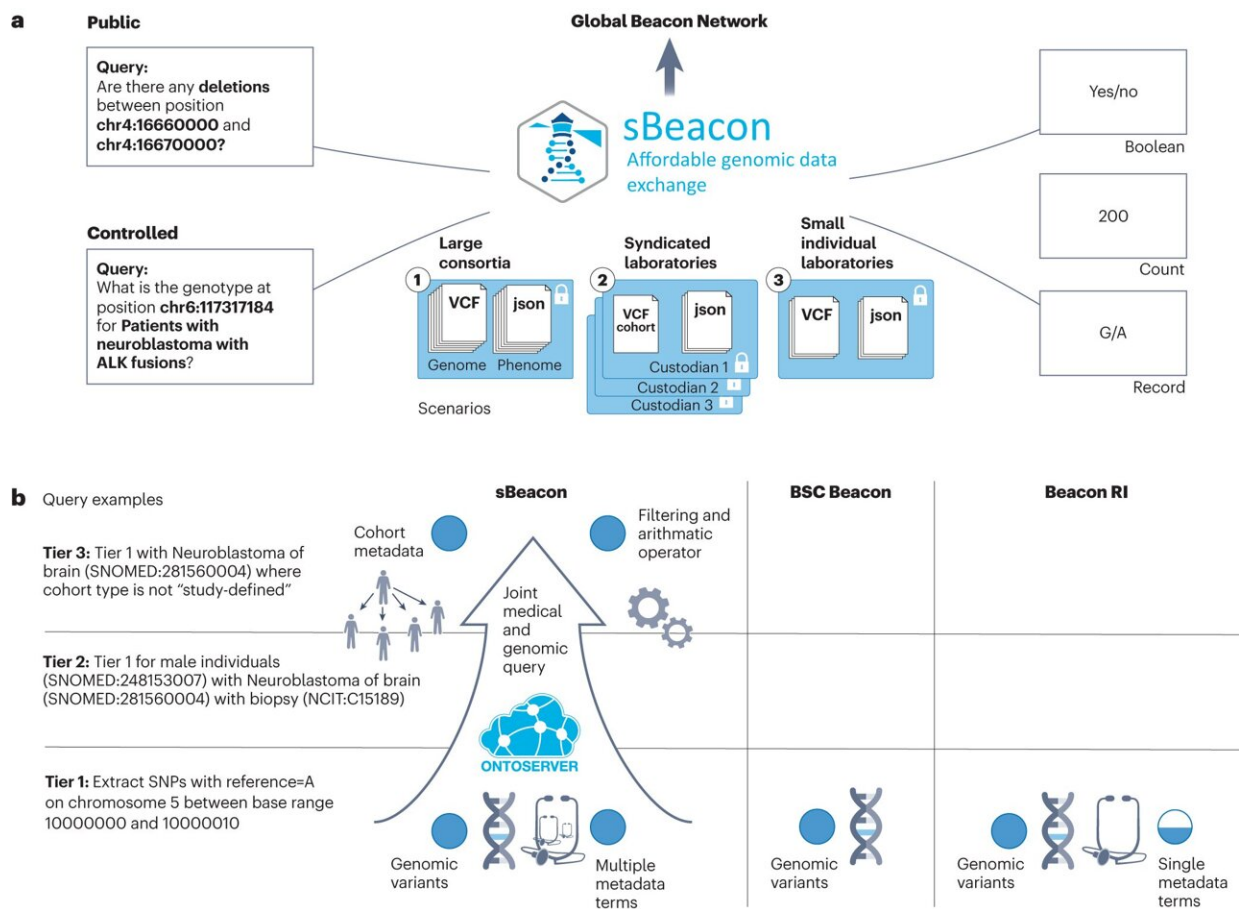 a
Public
Query:
Are there any deletions
between position
chr4:16660000 and
chr4:16670000?
Controlled
Query:
What is the genotype at
position chr6:117317184
for Patients with
neuroblastoma with
ALK fusions?
Global Beacon Network
sBeacon
Affordable genomic data
exchange
Large
consortia
1
VCF
json
Genome
Phenome
Scenarios
Syndicated
laboratories
2
VCF
cohort
json
Custodian 1
Custodian 2
Custodian 3
Small
individual
laboratories
3
VCF
json
Yes/no
Boolean
200
Count
G/A
Record
b
Query examples
sBeacon
BSC Beacon
Beacon RI
Tier 3: Tier 1 with Neuroblastoma of
brain (SNOMED:281560004) where
cohort type is not “study-defined”
Cohort
metadata
Filtering and
arithmatic
operator
Joint
medical
and
genomic
query
Tier 2: Tier 1 for male individuals
(SNOMED:248153007) with Neuroblastoma of brain
(SNOMED:281560004) with biopsy (NCIT:C15189)
ONTOSERVER
Tier 1: Extract SNPs with reference=A
on chromosome 5 between base range
10000000 and 10000010
Genomic
variants
Multiple
metadata
terms
Genomic
variants
Genomic
variants
Single
metadata
terms